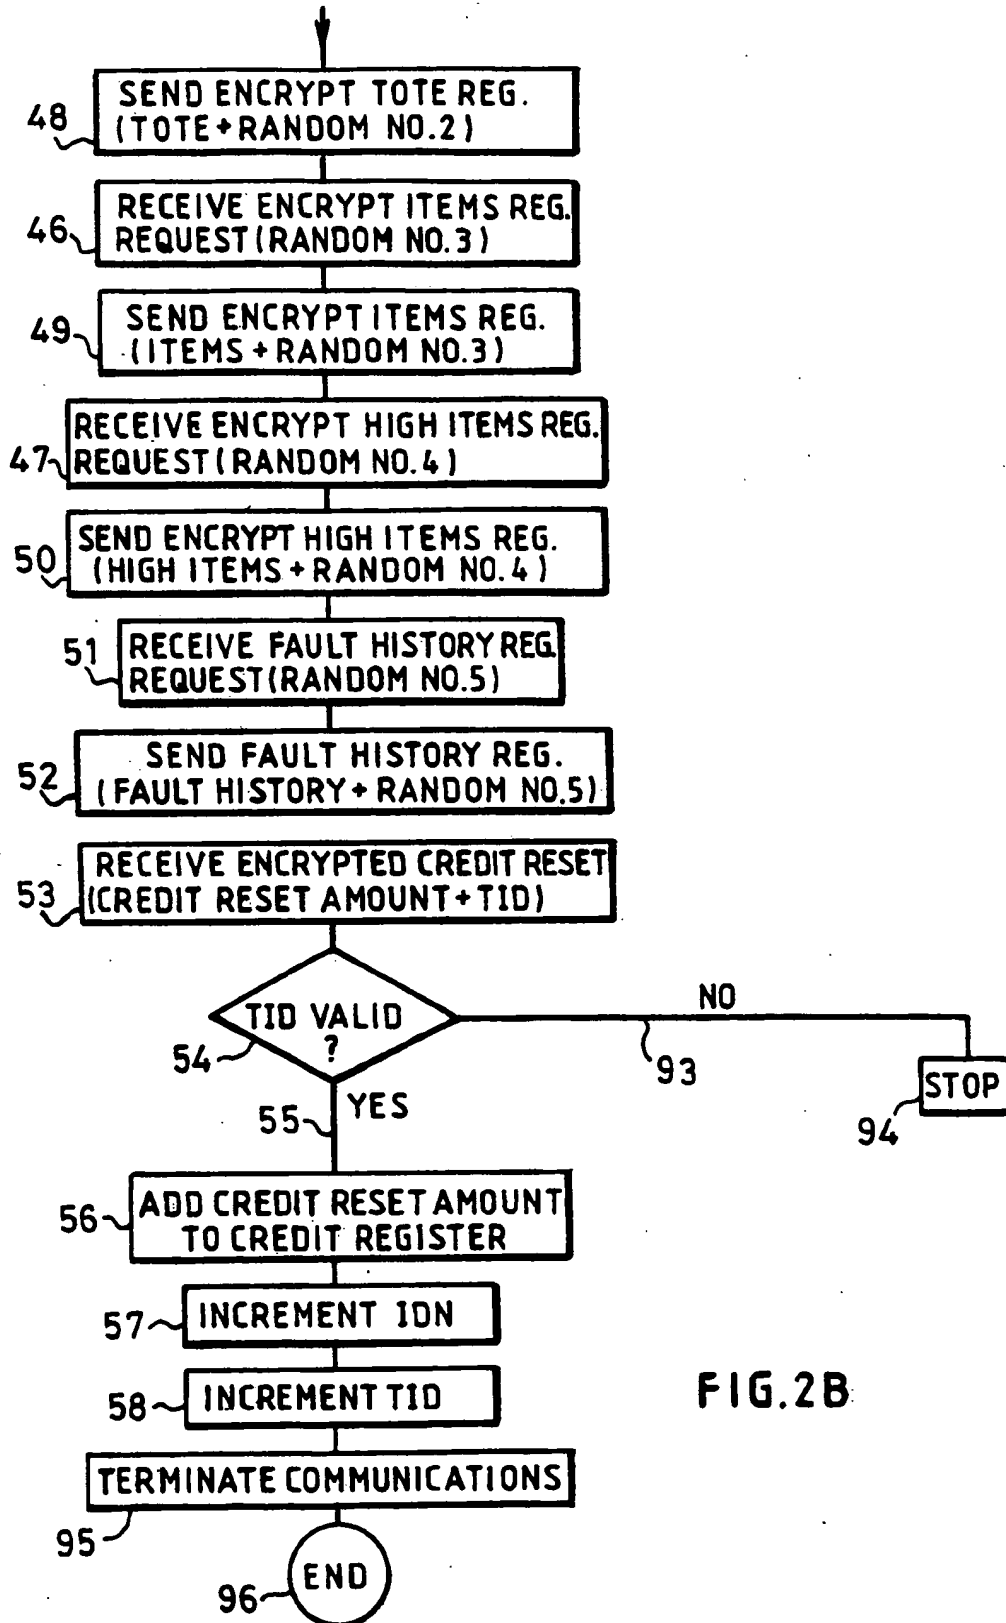 SEND ENCRYPT TOTE REG.
(TOTE+RANDOM NO.2)
48
RECEIVE ENCRYPT ITEMS REG.
REQUEST(RANDOM NO.3)
46
SEND ENCRYPT ITEMS REG.
(ITEMS + RANDOM NO.3)
49
RECEIVE ENCRYPT HIGH ITEMS REG.
REQUEST(RANDOM NO.4)
47
SEND ENCRYPT HIGH ITEMS REG.
(HIGH ITEMS + RANDOM NO.4)
50
RECEIVE FAULT HISTORY REG.
REQUEST(RANDOM NO.5)
51
SEND FAULT HISTORY REG.
(FAULT HISTORY + RANDOM NO.5)
52
RECEIVE ENCRYPTED CREDIT RESET
(CREDIT RESET AMOUNT + TID)
53
TID VALID
?
54
NO
93
STOP
94
YES
55
ADD CREDIT RESET AMOUNT
TO CREDIT REGISTER
56
INCREMENT IDN
57
INCREMENT TID
58
FIG.2B
TERMINATE COMMUNICATIONS
95
END
96